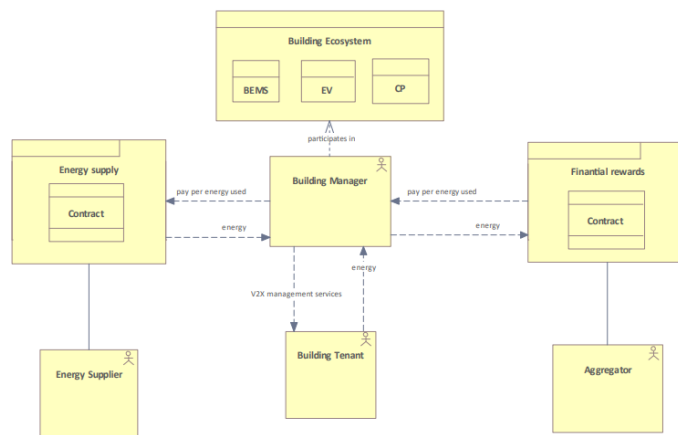 Building Ecosystem
BEMS
EV
CP
participates in
Energy supply
Contract
pay per energy used
energy
Building Manager
pay per energy used
energy
Finantial rewards
Contract
V2X management services
energy
Energy Supplier
Building Tenant
Aggregator